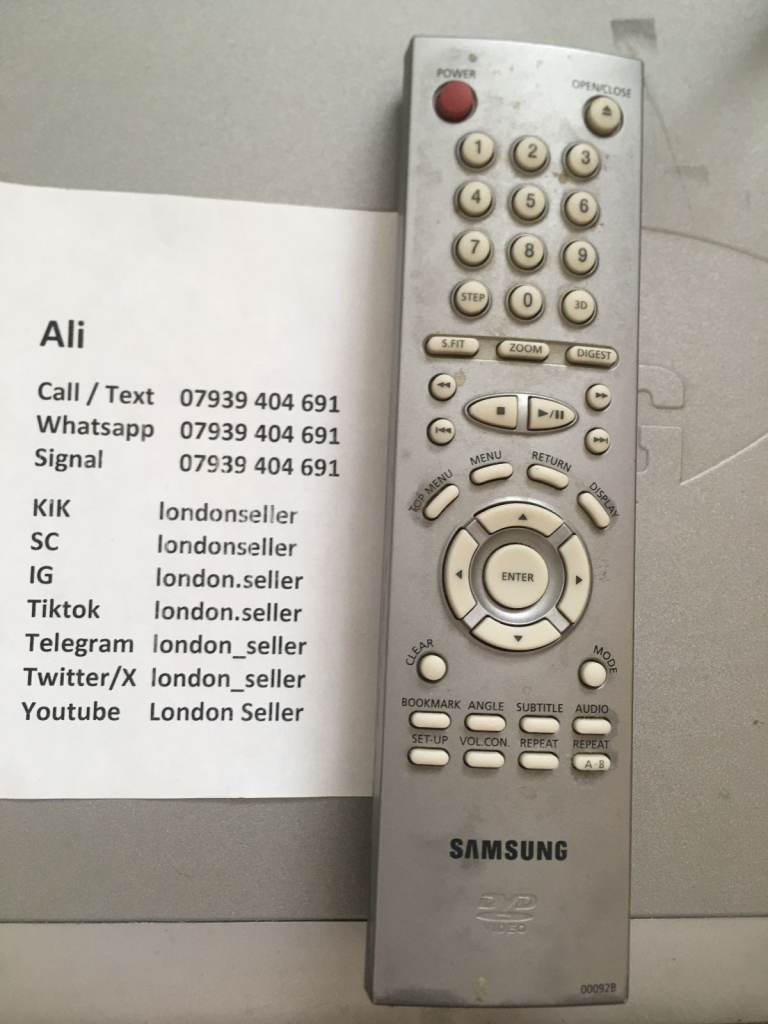 Ali
Call / Text 07939 404 691
Whatsapp 07939 404 691
Signal 07939 404 691
KiK londonseller
SC londonseller
IG london.seller
Tiktok london.seller
Telegram london_seller
Twitter/X london_seller
Youtube London Seller
POWER OPEN/CLOSE
1 2 3
4 5 6
7 8 9
STEP 0 3D
S.FIT ZOOM DIGEST
TOP MENU MENU RETURN DISPLAY
ENTER
CLEAR MODE
BOOKMARK ANGLE SUBTITLE AUDIO
SET-UP VOL.CON. REPEAT REPEAT
A-B
SAMSUNG
DVD
VIDEO
00092B